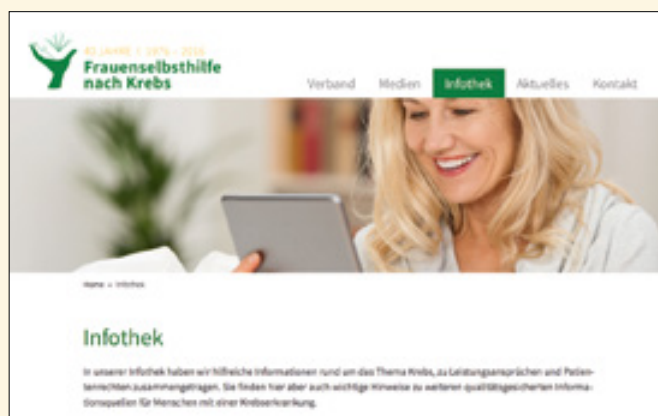 40 JAHRE | 1976 - 2016
Frauenselbsthilfe
nach Krebs
Verband Medien Infothek Aktuelles Kontakt
Home » Infothek
Infothek
In unserer Infothek haben wir hilfreiche Informationen rund um das Thema Krebs, zu Leistungsansprüchen und Patien-
tenrechten zusammengetragen. Sie finden hier aber auch wichtige Hinweise zu weiteren qualitätsgesicherten Informa-
tionsquellen für Menschen mit einer Krebserkrankung.